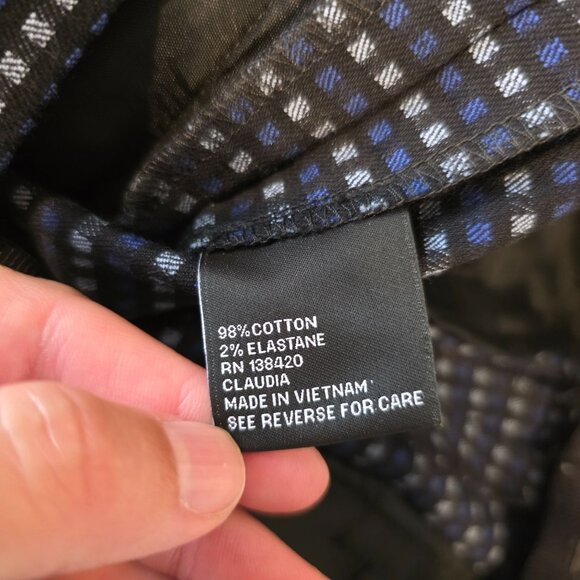 98% COTTON
2% ELASTANE
RN 138420
CLAUDIA
MADE IN VIETNAM
SEE REVERSE FOR CARE